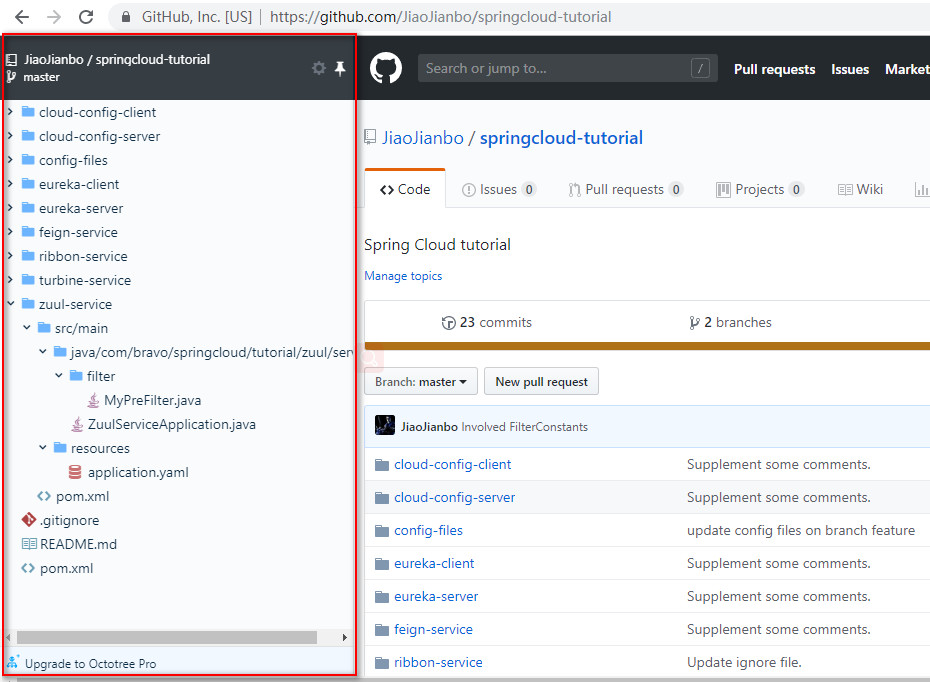 GitHub, Inc. [US] | https://github.com/JiaoJianbo/springcloud-tutorial
JiaoJianbo / springcloud-tutorial
master
cloud-config-client
cloud-config-server
config-files
eureka-client
eureka-server
feign-service
ribbon-service
turbine-service
zuul-service
src/main
java/com/bravo/springcloud/tutorial/zuul/ser
filter
MyPreFilter.java
ZuulServiceApplication.java
resources
application.yaml
pom.xml
.gitignore
README.md
pom.xml
Upgrade to Octotree Pro
Search or jump to... /
Pull requests Issues Market
JiaoJianbo / springcloud-tutorial
Code Issues 0 Pull requests 0 Projects 0 Wiki
Spring Cloud tutorial
Manage topics
23 commits 2 branches
Branch: master New pull request
JiaoJianbo Involved FilterConstants
cloud-config-client Supplement some comments.
cloud-config-server Supplement some comments.
config-files update config files on branch feature
eureka-client Supplement some comments.
eureka-server Supplement some comments.
feign-service Supplement some comments.
ribbon-service Update ignore file.